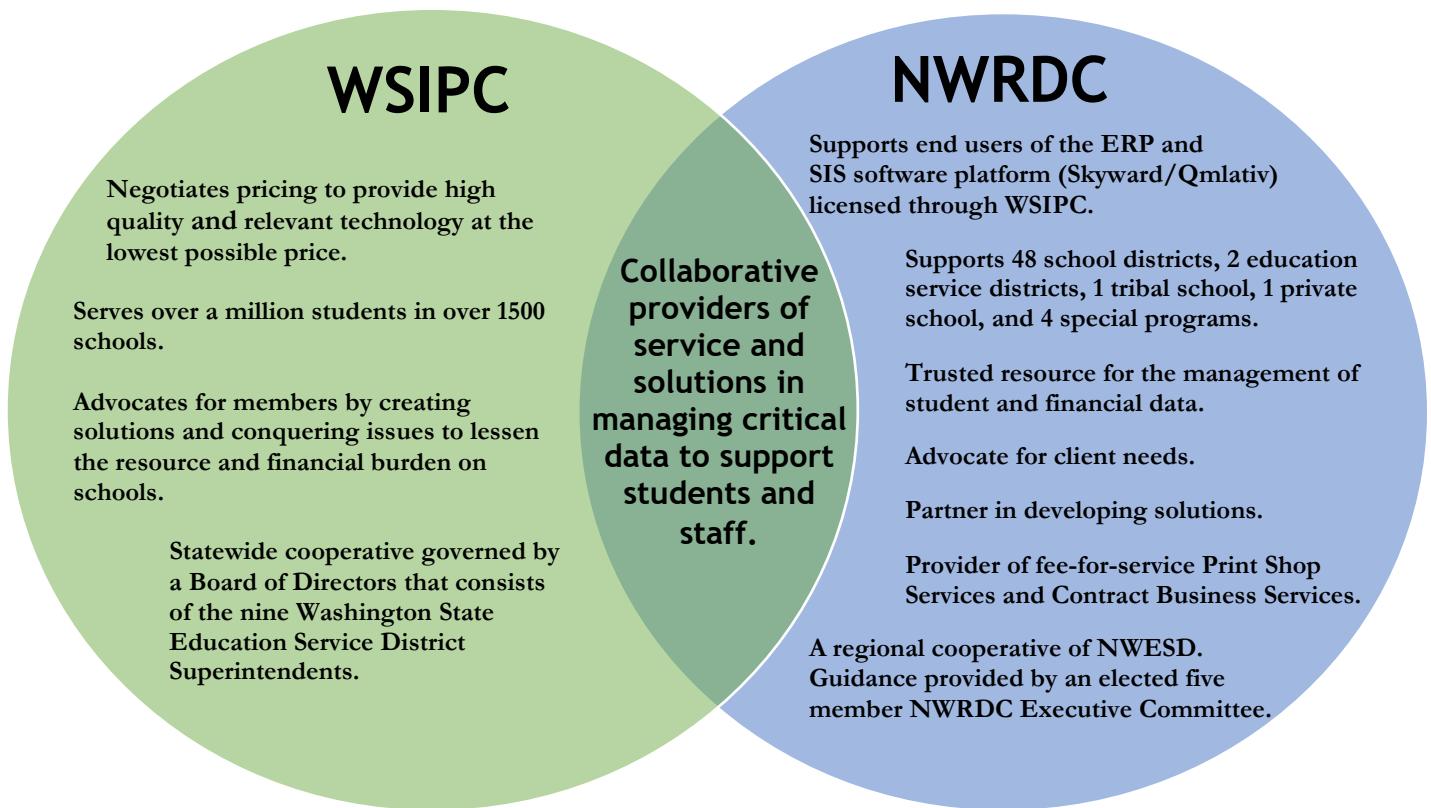 WSIPC
Negotiates pricing to provide high
quality and relevant technology at the
lowest possible price.
Serves over a million students in over 1500
schools.
Advocates for members by creating
solutions and conquering issues to lessen
the resource and financial burden on
schools.
Statewide cooperative governed by
a Board of Directors that consists
of the nine Washington State
Education Service District
Superintendents.
Collaborative
providers of
service and
solutions in
managing critical
data to support
students and
staff.
NWRDC
Supports end users of the ERP and
SIS software platform (Skyward/Qmlativ)
licensed through WSIPC.
Supports 48 school districts, 2 education
service districts, 1 tribal school, 1 private
school, and 4 special programs.
Trusted resource for the management of
student and financial data.
Advocate for client needs.
Partner in developing solutions.
Provider of fee-for-service Print Shop
Services and Contract Business Services.
A regional cooperative of NWESD.
Guidance provided by an elected five
member NWRDC Executive Committee.